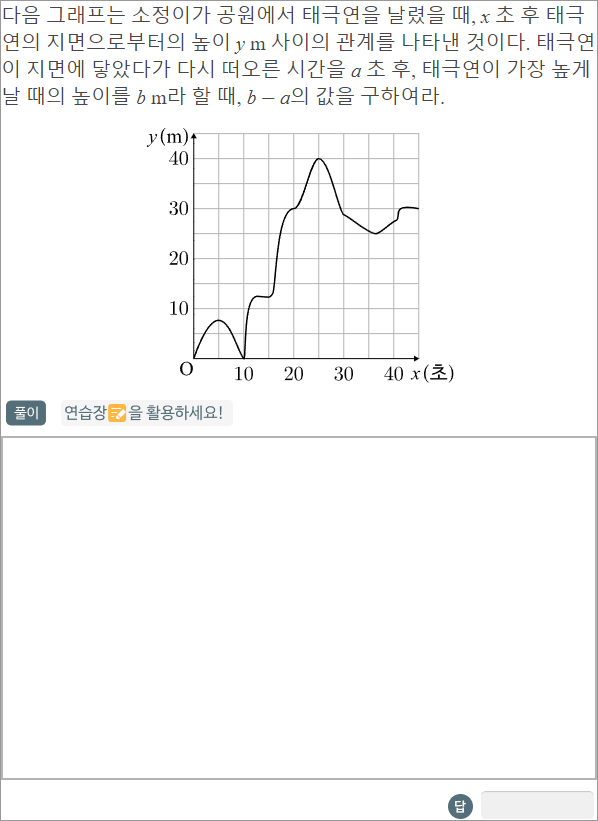 다음 그래프는 소정이가 공원에서 태극연을 날렸을 때, x 초 후 태극
연의 지면으로부터의 높이 y m 사이의 관계를 나타낸 것이다. 태극연
이 지면에 닿았다가 다시 떠오른 시간을 a 초 후, 태극연이 가장 높게
날 때의 높이를 b m라 할 때, b − a의 값을 구하여라.
y(m)
40
30
20
10
O 10 20 30 40 x(초)
풀이 연습장을 활용하세요!
답